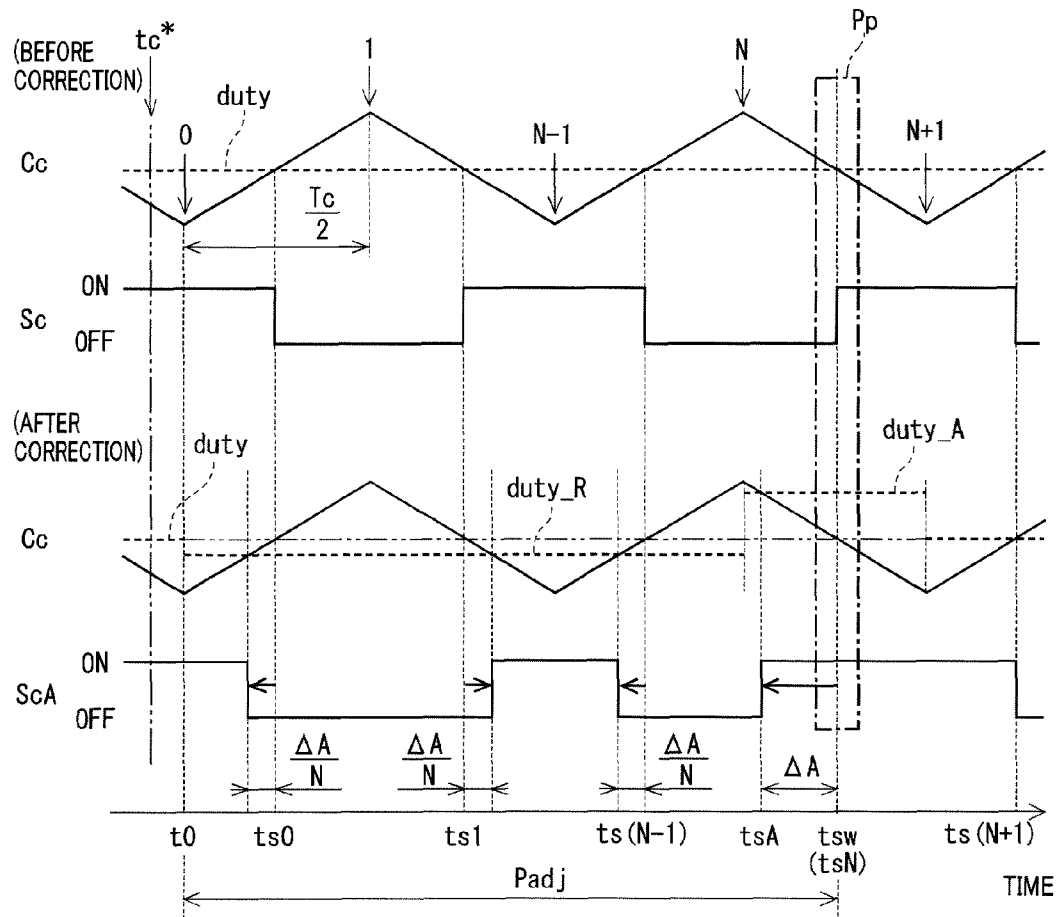 (BEFORE
CORRECTION)
tc*
duty
0
1
N-1
N
N+1
Pp
Cc
Tc
2
ON
Sc
OFF
(AFTER
CORRECTION)
duty
duty_R
duty_A
Cc
ON
ScA
OFF
ΔA
N
ΔA
N
ΔA
N
ΔA
t0
ts0
ts1
ts(N-1)
tsA
tsw
(tsN)
ts(N+1)
Padj
TIME